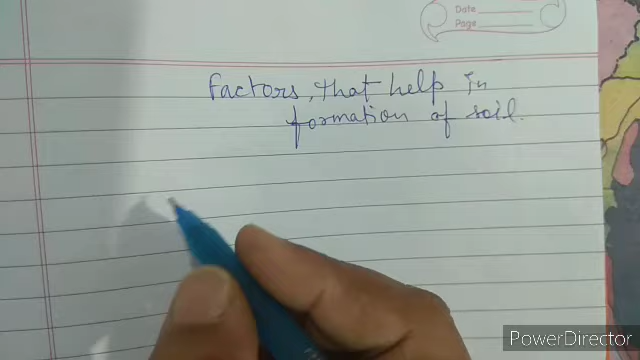 Date
Page
Factors, that help in
formation of soil.
PowerDirector